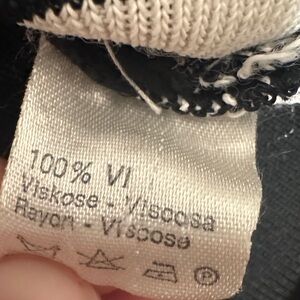 100% VI
Viskose - Viscosa
Rayon - Viscose
P